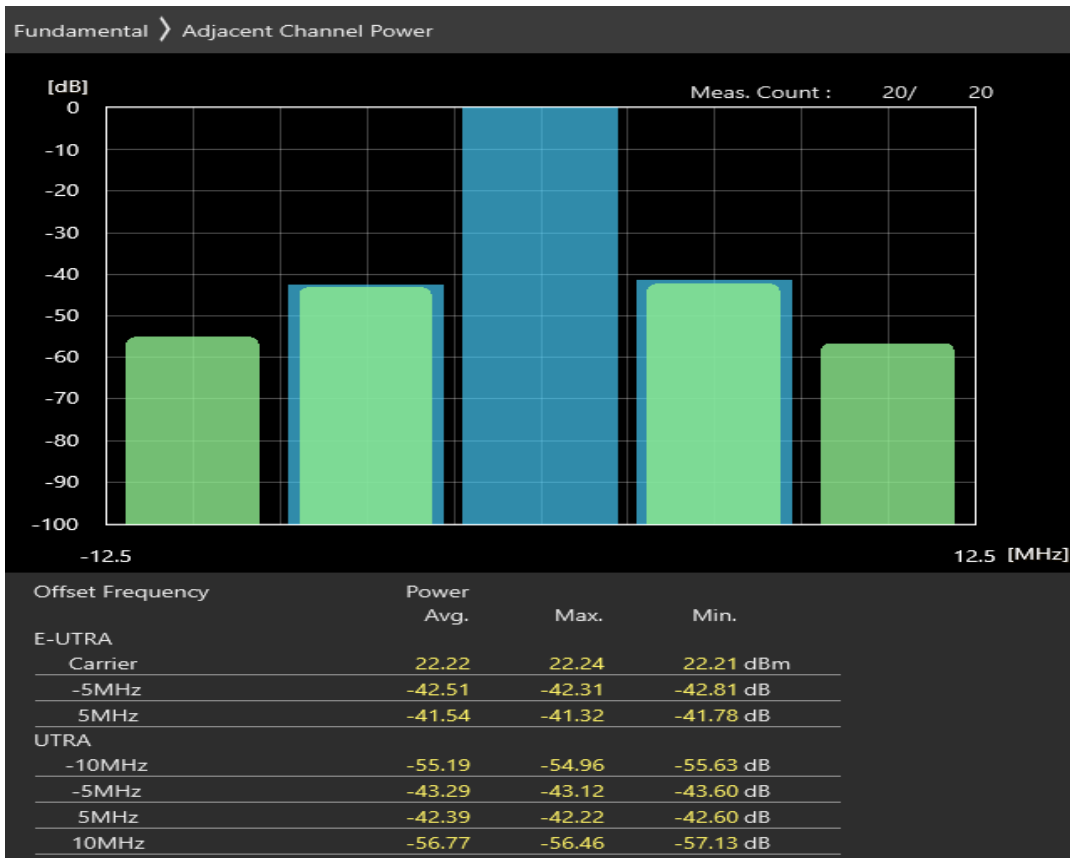 Fundamental 〉 Adjacent Channel Power
[dB]
Meas. Count : 20/ 20
0
-10
-20
-30
-40
-50
-60
-70
-80
-90
-100
-12.5 12.5 [MHz]
Offset Frequency Power
Avg. Max. Min.
E-UTRA
Carrier 22.22 22.24 22.21 dBm
-5MHz -42.51 -42.31 -42.81 dB
5MHz -41.54 -41.32 -41.78 dB
UTRA
-10MHz -55.19 -54.96 -55.63 dB
-5MHz -43.29 -43.12 -43.60 dB
5MHz -42.39 -42.22 -42.60 dB
10MHz -56.77 -56.46 -57.13 dB